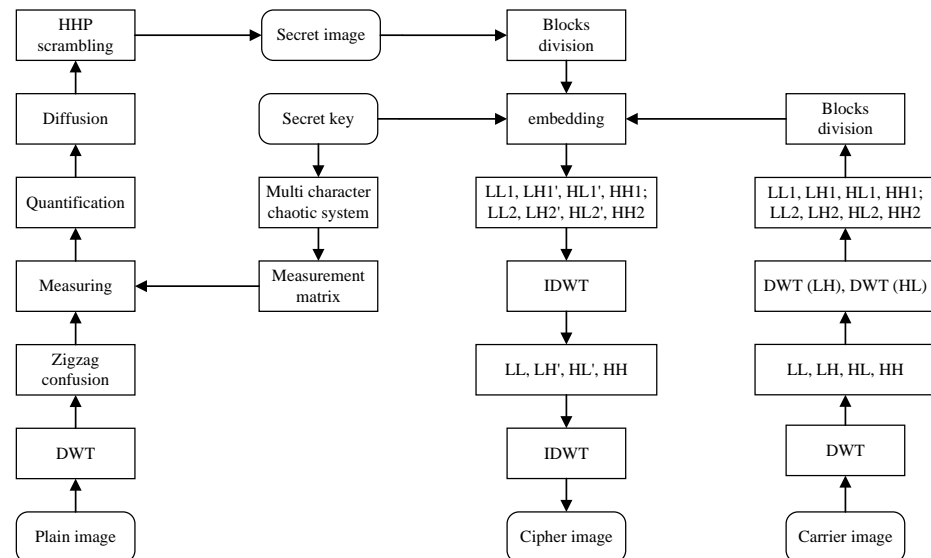 HHP
scrambling
Secret image
Blocks
division
Diffusion
Secret key
embedding
Blocks
division
Quantification
Multi character
chaotic system
LL1, LH1', HL1', HH1;
LL2, LH2', HL2', HH2
LL1, LH1, HL1, HH1;
LL2, LH2, HL2, HH2
Measuring
Measurement
matrix
IDWT
DWT (LH), DWT (HL)
Zigzag
confusion
LL, LH', HL', HH
LL, LH, HL, HH
DWT
IDWT
DWT
Plain image
Cipher image
Carrier image